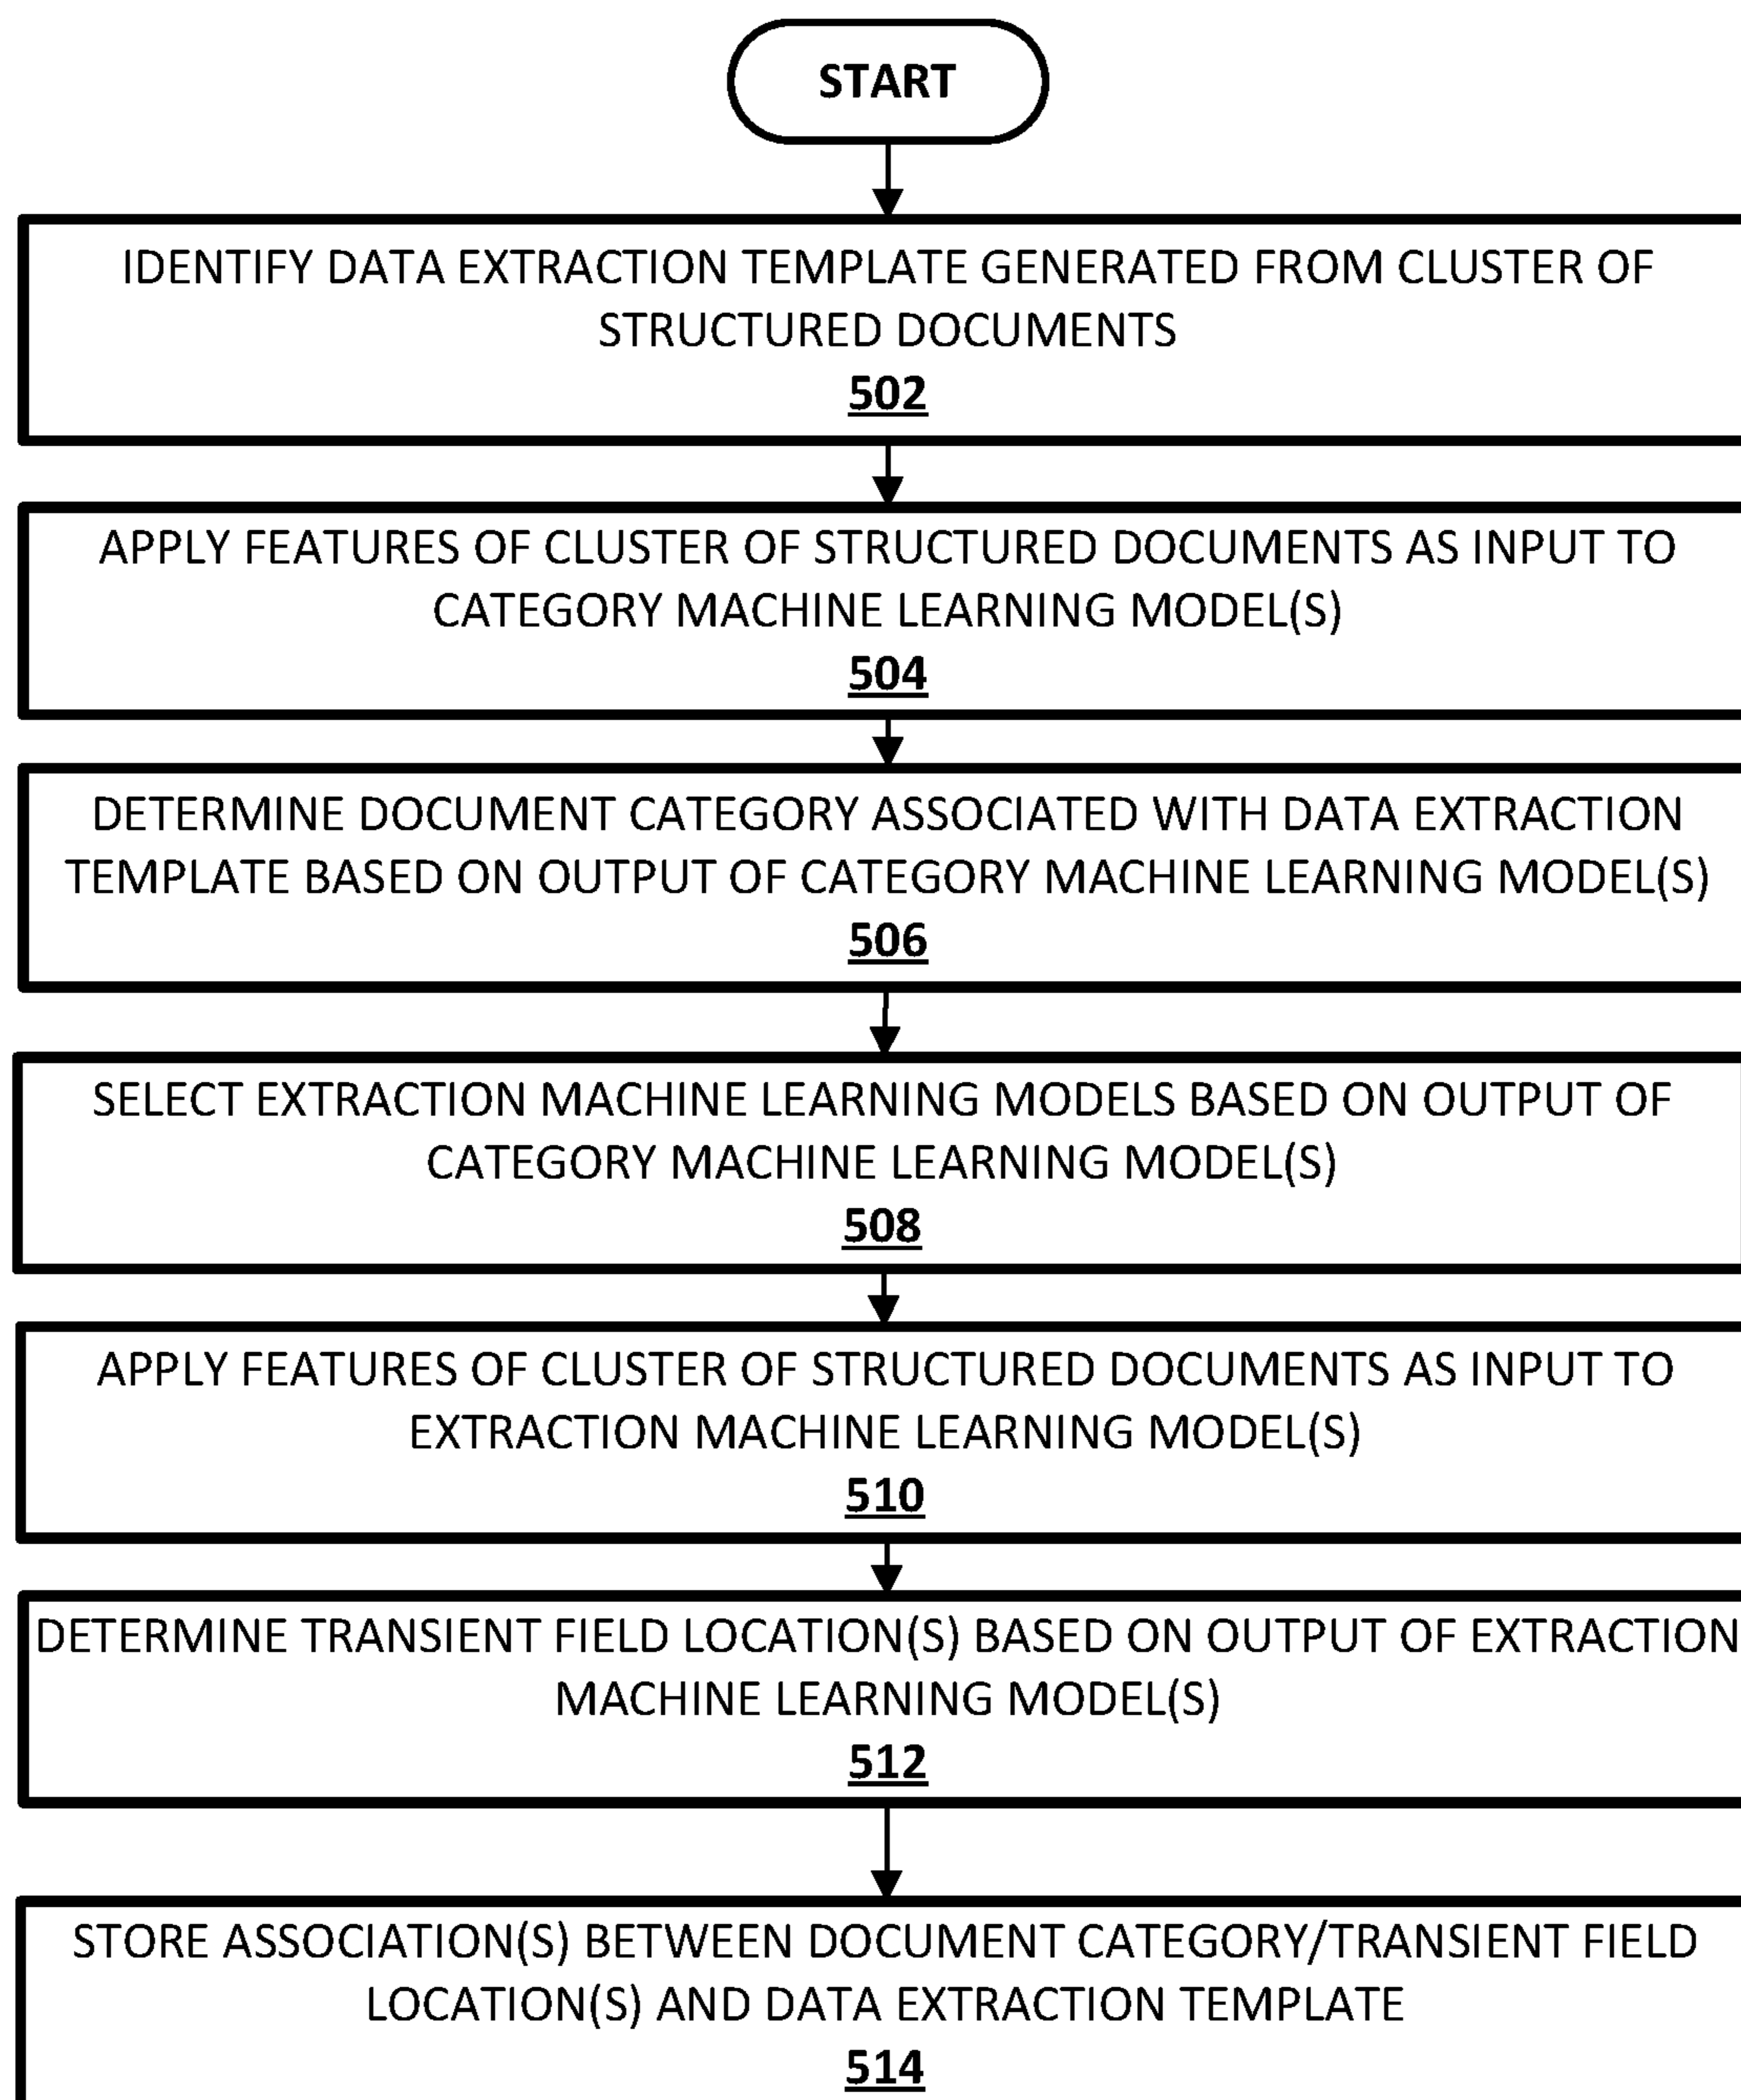 START
IDENTIFY DATA EXTRACTION TEMPLATE GENERATED FROM CLUSTER OF
STRUCTURED DOCUMENTS
502
APPLY FEATURES OF CLUSTER OF STRUCTURED DOCUMENTS AS INPUT TO
CATEGORY MACHINE LEARNING MODEL(S)
504
DETERMINE DOCUMENT CATEGORY ASSOCIATED WITH DATA EXTRACTION
TEMPLATE BASED ON OUTPUT OF CATEGORY MACHINE LEARNING MODEL(S)
506
SELECT EXTRACTION MACHINE LEARNING MODELS BASED ON OUTPUT OF
CATEGORY MACHINE LEARNING MODEL(S)
508
APPLY FEATURES OF CLUSTER OF STRUCTURED DOCUMENTS AS INPUT TO
EXTRACTION MACHINE LEARNING MODEL(S)
510
DETERMINE TRANSIENT FIELD LOCATION(S) BASED ON OUTPUT OF EXTRACTION
MACHINE LEARNING MODEL(S)
512
STORE ASSOCIATION(S) BETWEEN DOCUMENT CATEGORY/TRANSIENT FIELD
LOCATION(S) AND DATA EXTRACTION TEMPLATE
514